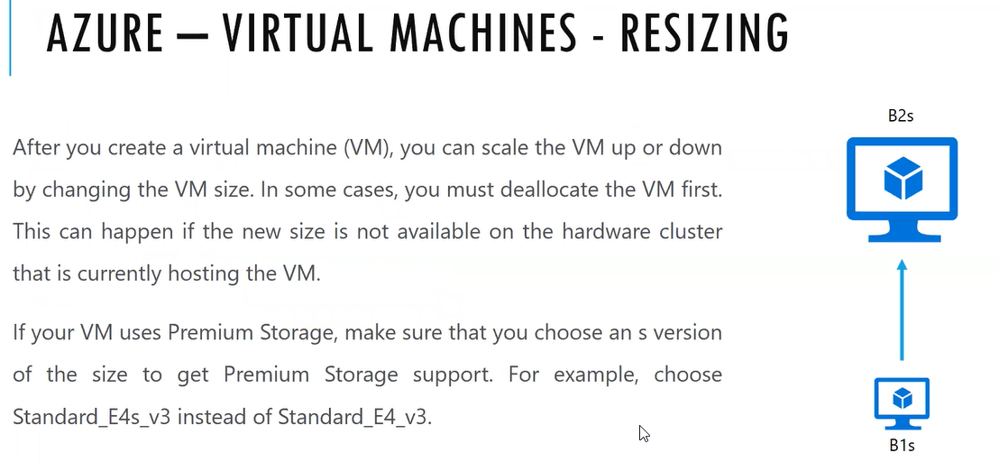 AZURE – VIRTUAL MACHINES - RESIZING
B2s
After you create a virtual machine (VM), you can scale the VM up or down
by changing the VM size. In some cases, you must deallocate the VM first.
This can happen if the new size is not available on the hardware cluster
that is currently hosting the VM.
If your VM uses Premium Storage, make sure that you choose an s version
of the size to get Premium Storage support. For example, choose
Standard_E4s_v3 instead of Standard_E4_v3.
B1s